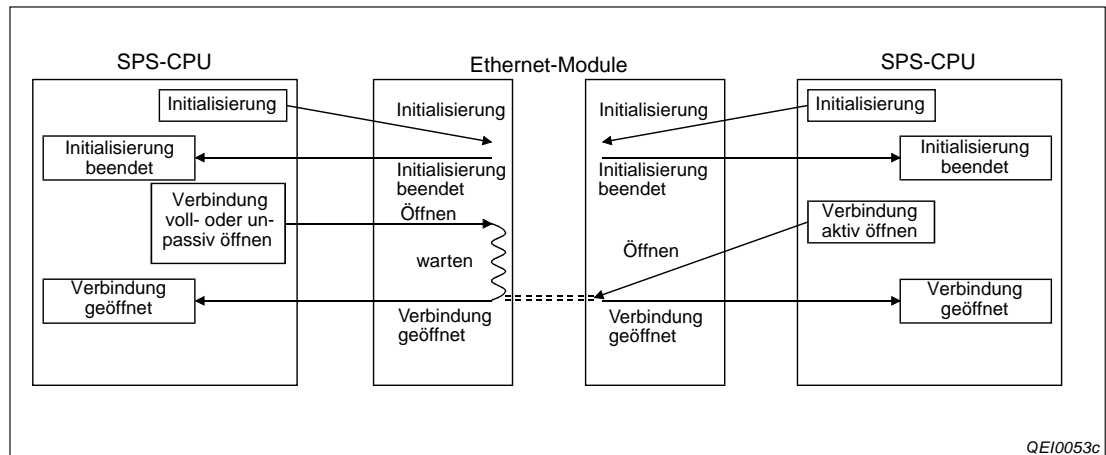 SPS-CPU
Ethernet-Module
SPS-CPU
Initialisierung
Initialisierung
Initialisierung
Initialisierung
Initialisierung
beendet
Initialisierung
beendet
Initialisierung
beendet
Initialisierung
beendet
Verbindung
voll- oder un-
passiv öffnen
Öffnen
warten
Öffnen
Verbindung
aktiv öffnen
Verbindung
geöffnet
Verbindung
geöffnet
Verbindung
geöffnet
Verbindung
geöffnet
QEI0053c